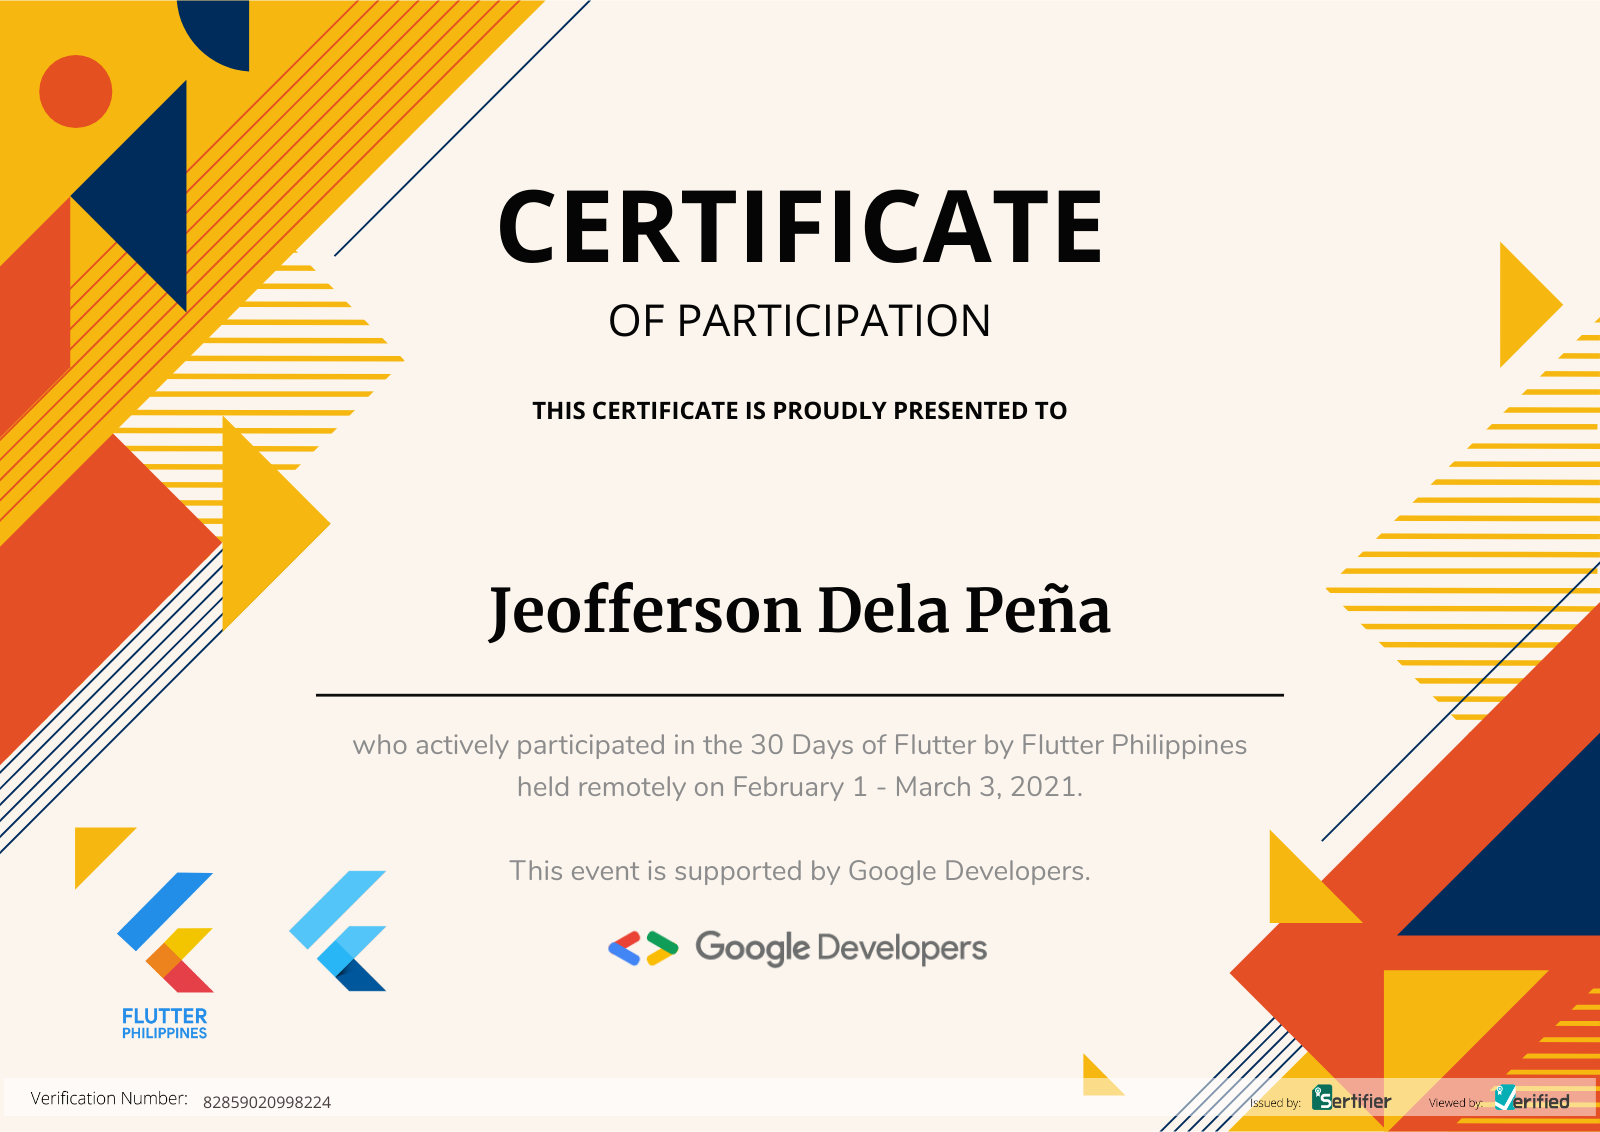 CERTIFICATE
OF PARTICIPATION
THIS CERTIFICATE IS PROUDLY PRESENTED TO
Jeofferson Dela Peña
who actively participated in the 30 Days of Flutter by Flutter Philippines
held remotely on February 1 - March 3, 2021.
This event is supported by Google Developers.
Google Developers
FLUTTER
PHILIPPINES
Verification Number: 82859020998224
Issued by: Sertifier Viewed by: Verified